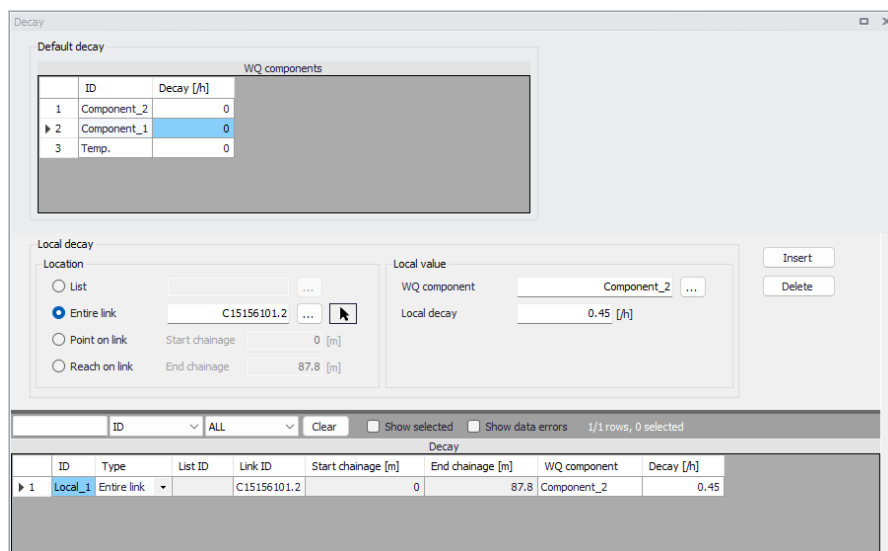 Decay
Default decay
WQ components
ID Decay [/h]
1 Component_2 0
2 Component_1 0
3 Temp. 0
Local decay
Location
List ...
Entire link C15156101.2 ...
Point on link Start chainage 0 [m]
Reach on link End chainage 87.8 [m]
Local value
WQ component Component_2 ...
Local decay 0.45 [/h]
Insert
Delete
ID ALL Clear Show selected Show data errors 1/1 rows, 0 selected
Decay
ID Type List ID Link ID Start chainage [m] End chainage [m] WQ component Decay [/h]
1 Local_1 Entire link C15156101.2 0 87.8 Component_2 0.45